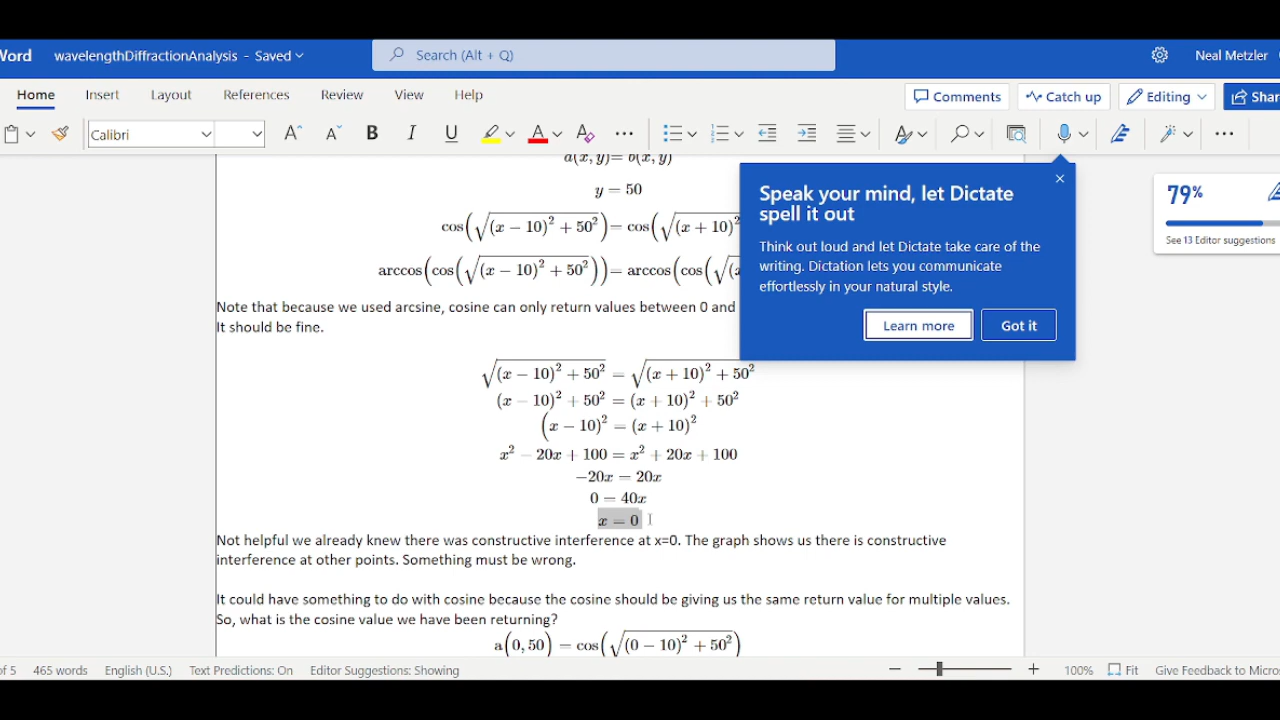 Word wavelengthDiffractionAnalysis - Saved Search (Alt + Q) Neal Metzler
Home Insert Layout References Review View Help Comments Catch up Editing Shar
Calibri A A B I U A A
a(x, y)= b(x, y)
y = 50
cos(√((x − 10)² + 50²))= cos(√((x + 10)²
arccos(cos(√((x − 10)² + 50²)))= arccos(cos(√(
Note that because we used arcsine, cosine can only return values between 0 and
It should be fine.
Speak your mind, let Dictate
spell it out
Think out loud and let Dictate take care of the
writing. Dictation lets you communicate
effortlessly in your natural style.
Learn more Got it
79%
See 13 Editor suggestions
√((x − 10)² + 50²) = √((x + 10)² + 50²)
(x − 10)² + 50² = (x + 10)² + 50²
(x − 10)² = (x + 10)²
x² − 20x + 100 = x² + 20x + 100
−20x = 20x
0 = 40x
x = 0
Not helpful we already knew there was constructive interference at x=0. The graph shows us there is constructive
interference at other points. Something must be wrong.
It could have something to do with cosine because the cosine should be giving us the same return value for multiple values.
So, what is the cosine value we have been returning?
a(0, 50) = cos(√((0 − 10)² + 50²))
of 5 465 words English (U.S.) Text Predictions: On Editor Suggestions: Showing − + 100% Fit Give Feedback to Micros